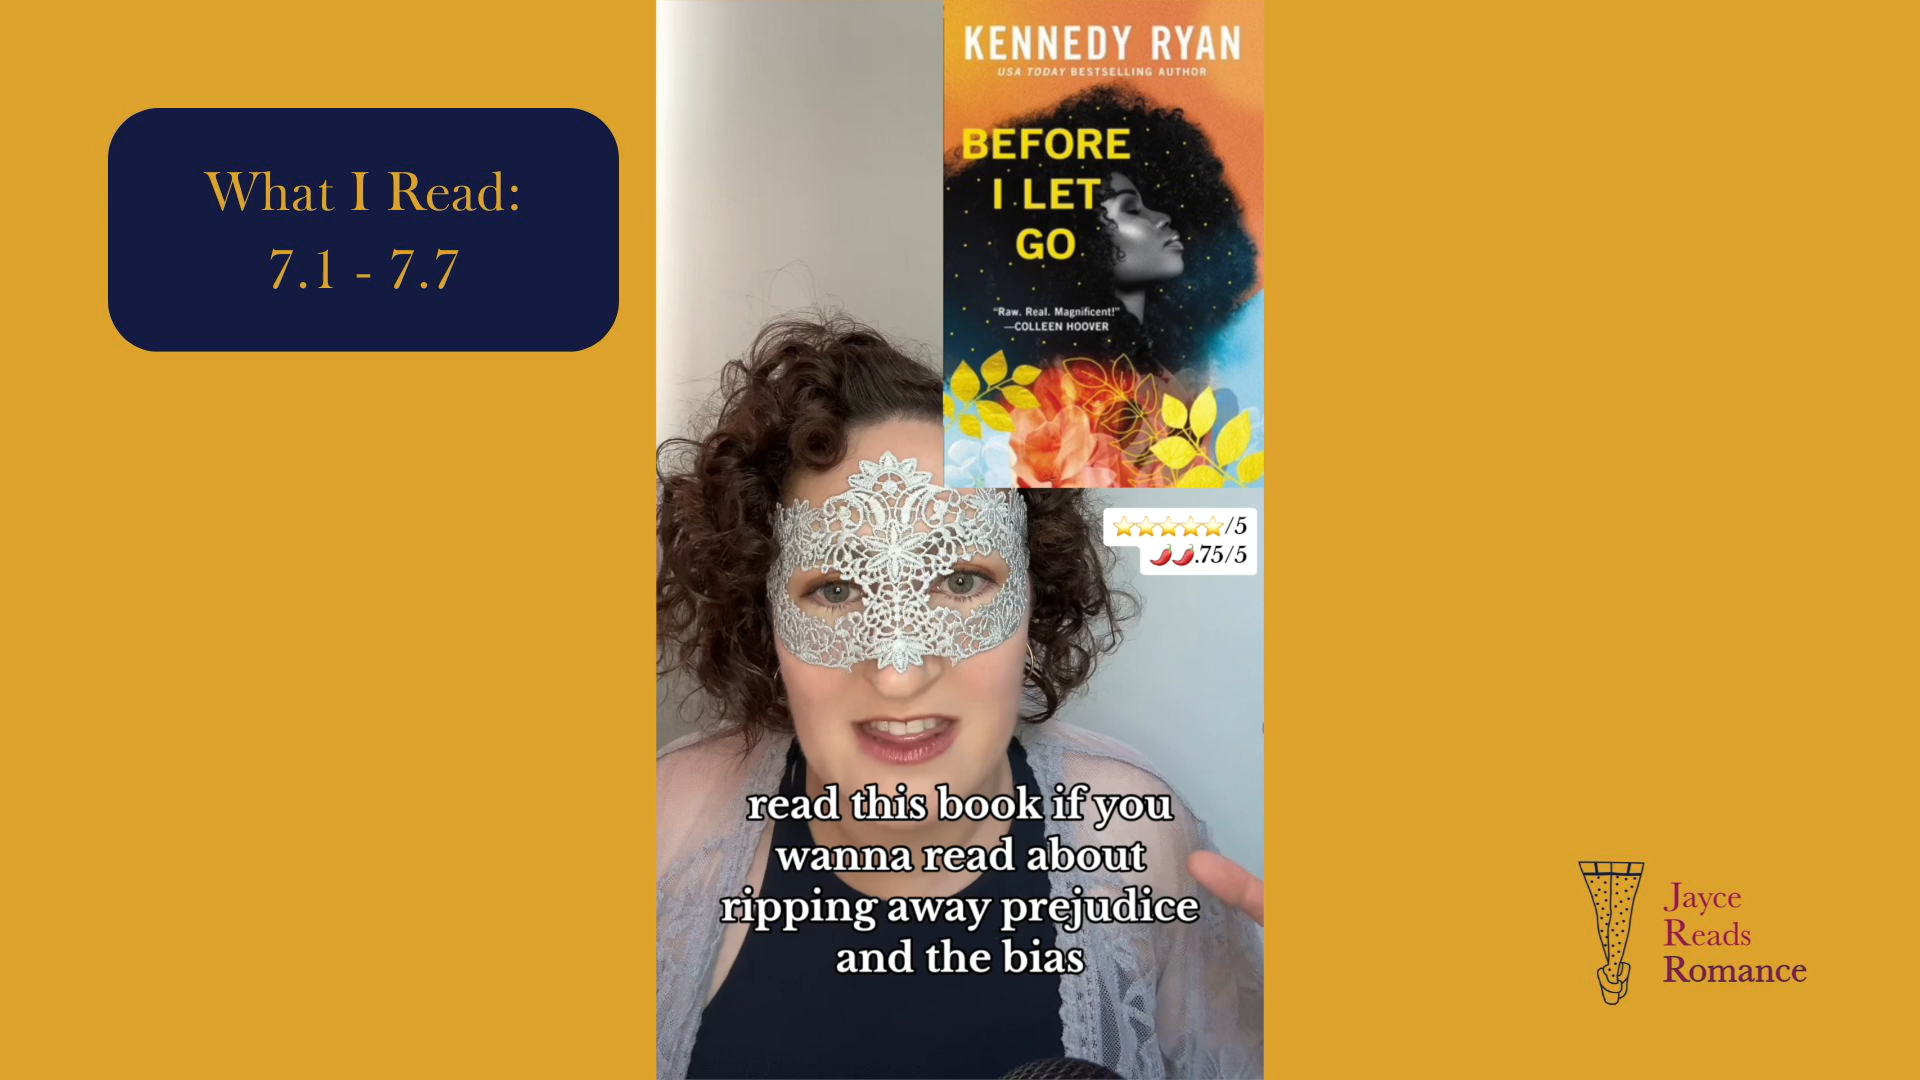 What I Read:
7.1 - 7.7
KENNEDY RYAN
USA TODAY BESTSELLING AUTHOR
BEFORE
I LET
GO
“Raw. Real. Magnificent!”
—COLLEEN HOOVER
/5
.75/5
read this book if you
wanna read about
ripping away prejudice
and the bias
Jayce
Reads
Romance